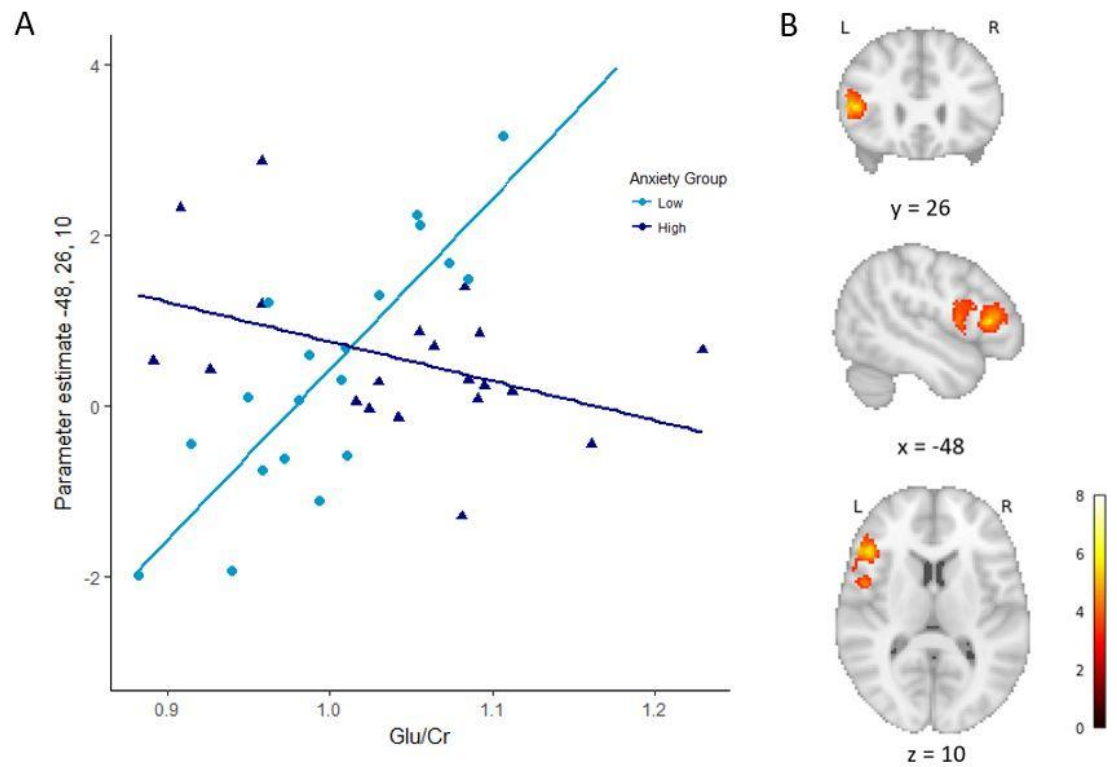 A
Parameter estimate -48, 26, 10
4
2
0
-2
0.9
1.0
1.1
1.2
Glu/Cr
Anxiety Group
Low
High
B
L
R
y = 26
x = -48
L
R
z = 10
8
6
4
2
0